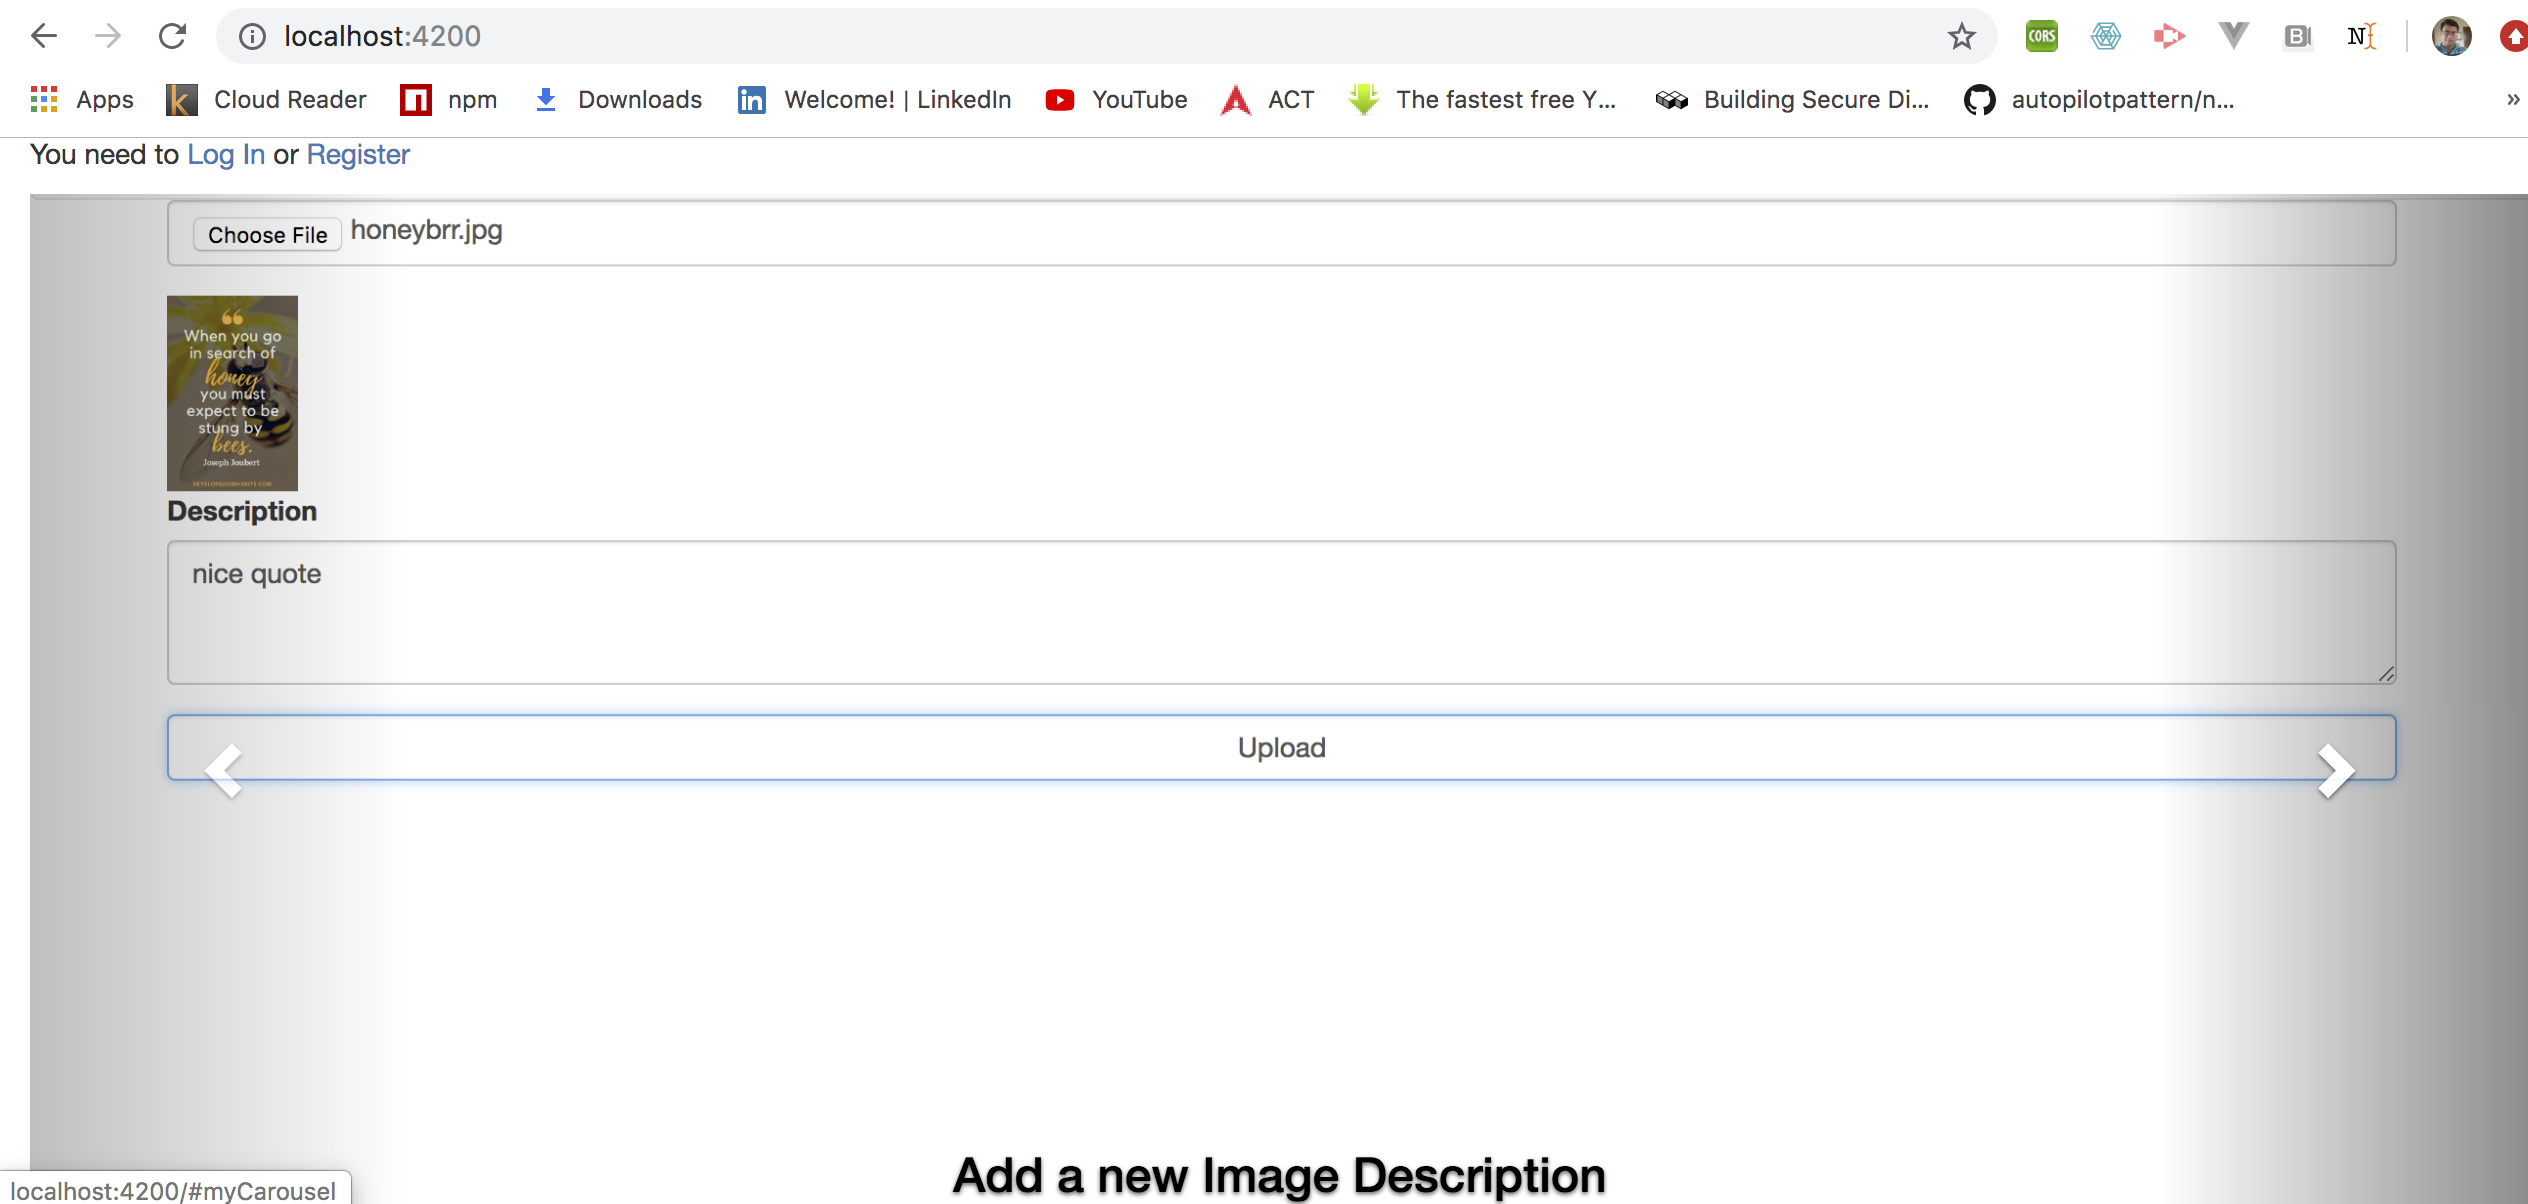 localhost:4200
CORS
B
N
Apps
k
Cloud Reader
npm
Downloads
in
Welcome! | LinkedIn
YouTube
ACT
The fastest free Y...
Building Secure Di...
autopilotpattern/n...
»
You need to Log In or Register
Choose File honeybrr.jpg
“
When you go
in search of
honey
you must
expect to be
stung by
bees.
Joseph Joubert
DEVELOPGOODHABITS.COM
Description
nice quote
Upload
Add a new Image Description
localhost:4200/#myCarousel